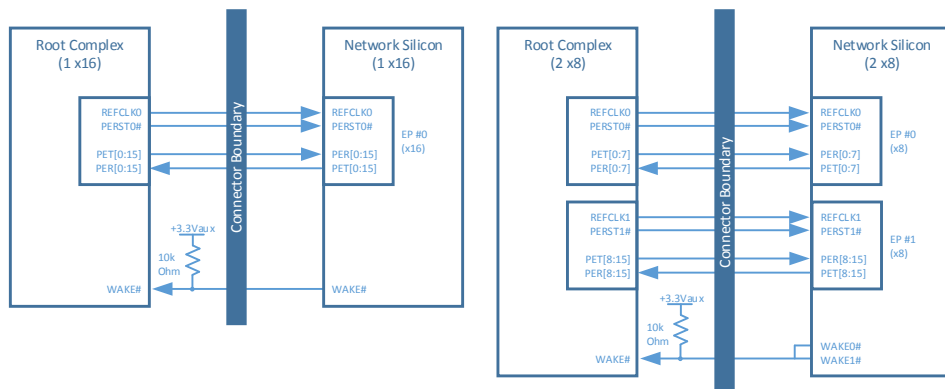 Root Complex
(1 x16)
REFCLK0
PERST0#
PET[0:15]
PER[0:15]
+3.3Vaux
10k
Ohm
WAKE#
Connector Boundary
Network Silicon
(1 x16)
REFCLK0
PERST0#
PER[0:15]
PET[0:15]
EP #0
(x16)
WAKE#
Root Complex
(2 x8)
REFCLK0
PERST0#
PET[0:7]
PER[0:7]
REFCLK1
PERST1#
PET[8:15]
PER[8:15]
+3.3Vaux
10k
Ohm
WAKE#
Connector Boundary
Network Silicon
(2 x8)
REFCLK0
PERST0#
PER[0:7]
PET[0:7]
EP #0
(x8)
REFCLK1
PERST1#
PER[8:15]
PET[8:15]
EP #1
(x8)
WAKE0#
WAKE1#